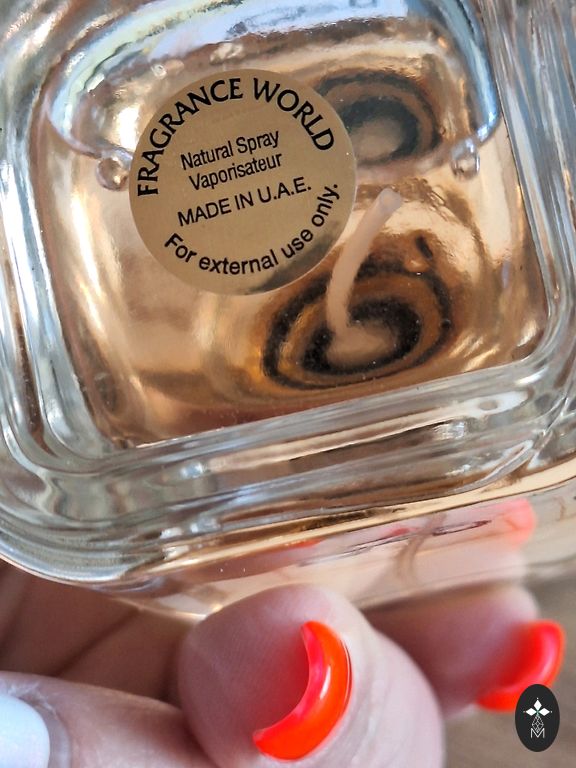 FRAGRANCE WORLD
Natural Spray
Vaporisateur
MADE IN U.A.E.
For external use only.